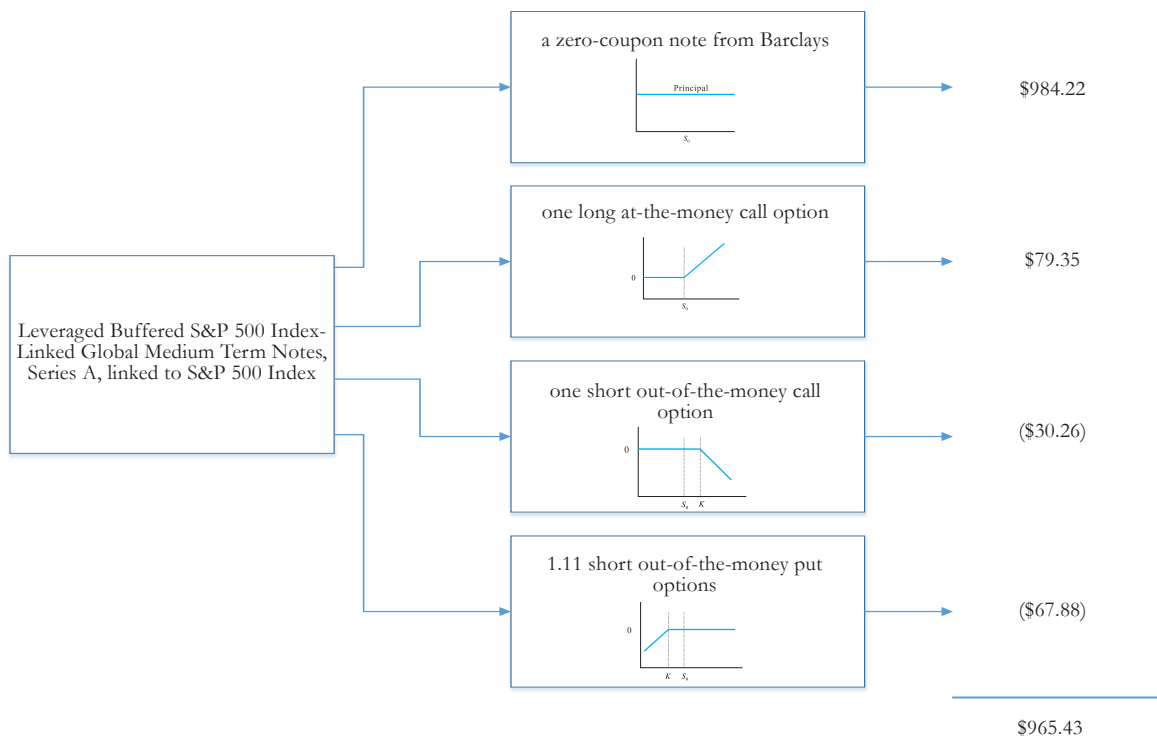 a zero-coupon note from Barclays
Principal
S₀
$984.22
one long at-the-money call option
0
S₀
$79.35
Leveraged Buffered S&P 500 Index-
Linked Global Medium Term Notes,
Series A, linked to S&P 500 Index
one short out-of-the-money call
option
0
S₀ K
($30.26)
1.11 short out-of-the-money put
options
0
K S₀
($67.88)
$965.43